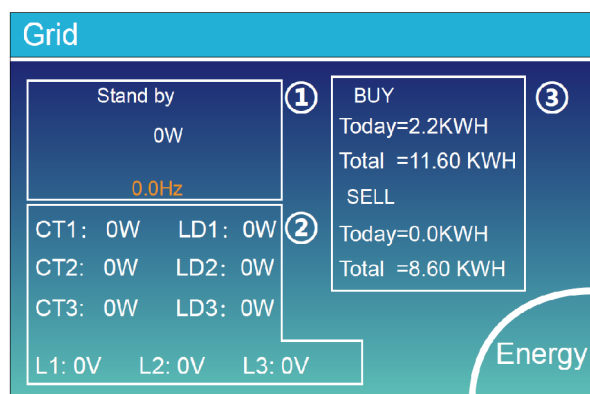 Grid
Stand by
0W
0.0Hz
①
CT1: 0W LD1: 0W
CT2: 0W LD2: 0W
CT3: 0W LD3: 0W
L1: 0V L2: 0V L3: 0V
②
BUY
Today=2.2KWH
Total =11.60 KWH
SELL
Today=0.0KWH
Total =8.60 KWH
③
Energy